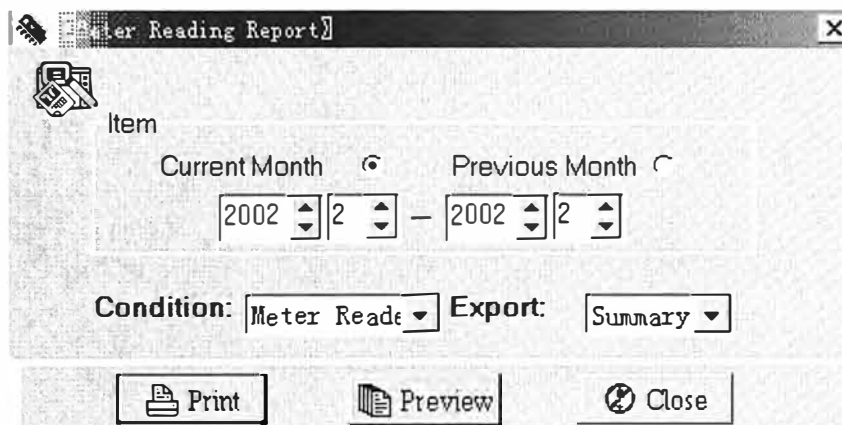 Meter Reading Report】
Item
Current Month Previous Month
2002 2 — 2002 2
Condition: Meter Reade Export: Summary
Print Preview Close